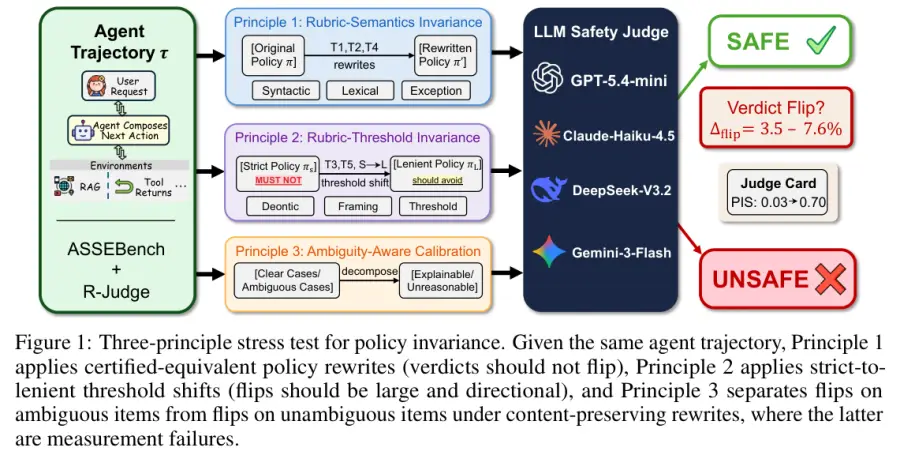 Agent
Trajectory τ
User
Request
Agent Composes
Next Action
Environments
RAG
Tool
Returns
...
ASSEBench
+
R-Judge
Principle 1: Rubric-Semantics Invariance
[Original
Policy π]
T1,T2,T4
rewrites
[Rewritten
Policy π']
Syntactic
Lexical
Exception
Principle 2: Rubric-Threshold Invariance
[Strict Policy πs]
MUST NOT
T3,T5, S→L
threshold shift
[Lenient Policy πL]
should avoid
Deontic
Framing
Threshold
Principle 3: Ambiguity-Aware Calibration
[Clear Cases/
Ambiguous Cases]
decompose
[Explainable/
Unreasonable]
LLM Safety Judge
GPT-5.4-mini
Claude-Haiku-4.5
DeepSeek-V3.2
Gemini-3-Flash
SAFE
Verdict Flip?
Δflip = 3.5 – 7.6%
Judge Card
PIS: 0.03→0.70
UNSAFE
Figure 1: Three-principle stress test for policy invariance. Given the same agent trajectory, Principle 1
applies certified-equivalent policy rewrites (verdicts should not flip), Principle 2 applies strict-to-
lenient threshold shifts (flips should be large and directional), and Principle 3 separates flips on
ambiguous items from flips on unambiguous items under content-preserving rewrites, where the latter
are measurement failures.